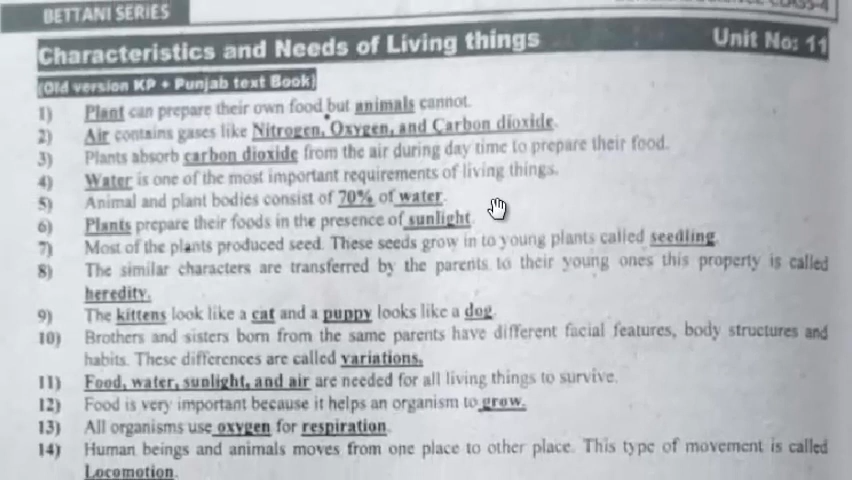 BETTANI SERIES
Characteristics and Needs of Living things Unit No: 11
(Old version KP + Punjab text Book)
1) Plant can prepare their own food but animals cannot.
2) Air contains gases like Nitrogen, Oxygen, and Carbon dioxide.
3) Plants absorb carbon dioxide from the air during day time to prepare their food.
4) Water is one of the most important requirements of living things.
5) Animal and plant bodies consist of 70% of water.
6) Plants prepare their foods in the presence of sunlight.
7) Most of the plants produced seed. These seeds grow in to young plants called seedling.
8) The similar characters are transferred by the parents to their young ones this property is called
heredity.
9) The kittens look like a cat and a puppy looks like a dog.
10) Brothers and sisters born from the same parents have different facial features, body structures and
habits. These differences are called variations.
11) Food, water, sunlight, and air are needed for all living things to survive.
12) Food is very important because it helps an organism to grow.
13) All organisms use oxygen for respiration.
14) Human beings and animals moves from one place to other place. This type of movement is called
Locomotion.